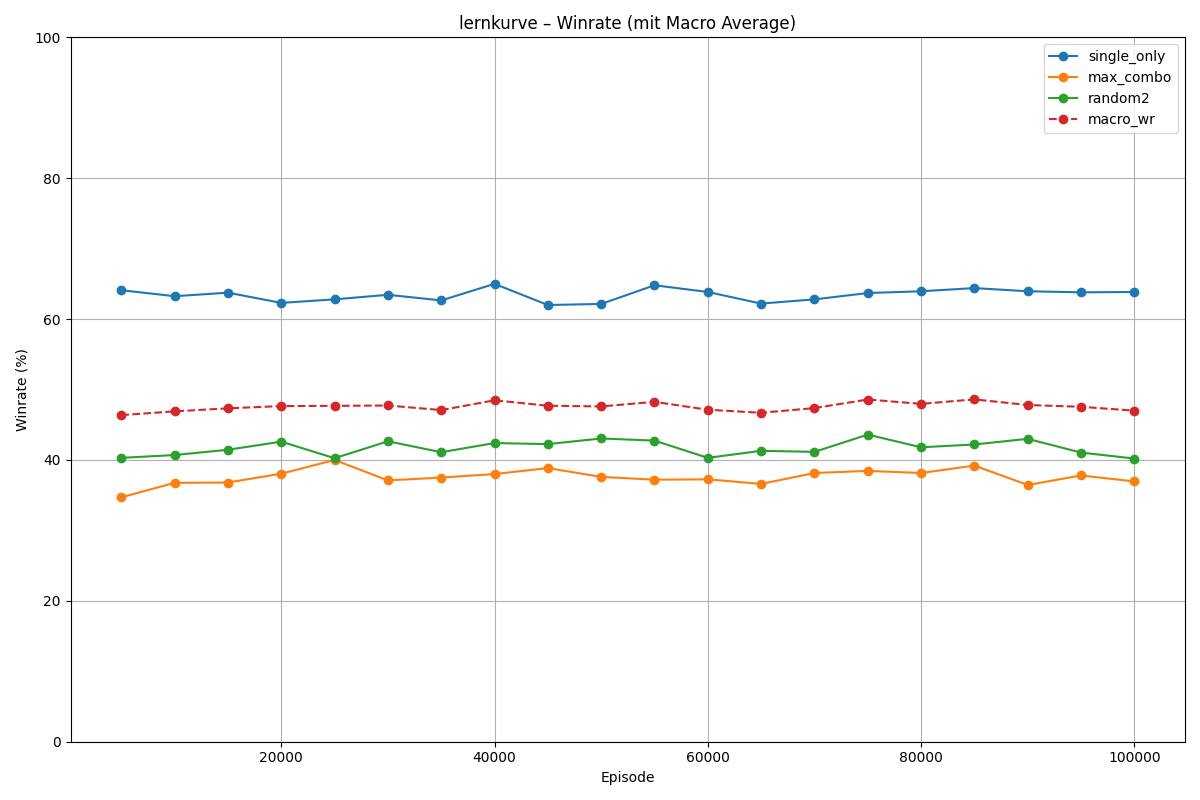 lernkurve – Winrate (mit Macro Average)
100
80
60
40
20
0
Winrate (%)
single_only
max_combo
random2
macro_wr
20000
40000
60000
80000
100000
Episode